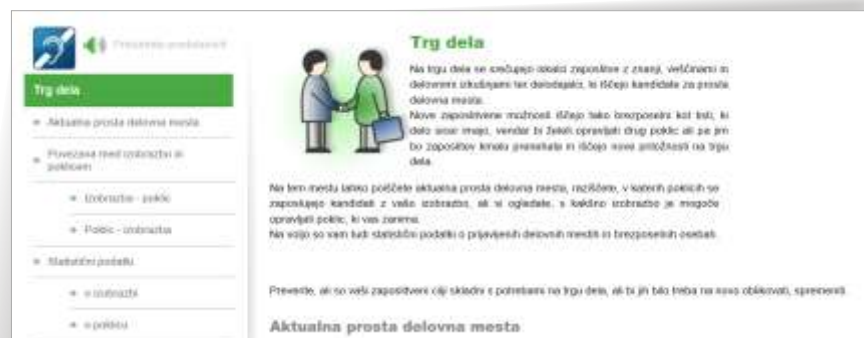 Trg dela
Aktualna prosta delovna mesta
Povezava med izobrazbo in
poklicem
Izobrazba - poklic
Poklic - izobrazba
Statistični podatki
o izobrazbi
o poklicu
Trg dela
Na trgu dela se srečujejo iskalci zaposlitve z znanji, veščinami in
delovnimi izkušnjami ter delodajalci, ki iščejo kandidate za prosta
delovna mesta.
Nove zaposlitvene možnosti iščejo tako brezposelni kot tisti, ki
delo sicer imajo, vendar bi želeli opravljati drug poklic ali pa jim
bo zaposlitev kmalu prenehala in iščejo nove priložnosti na trgu
dela.
Na tem mestu lahko poiščete aktualna prosta delovna mesta, raziščete, v katerih poklicih se
zaposlujejo kandidati z vašo izobrazbo, ali si ogledate, s kakšno izobrazbo je mogoče
opravljati poklic, ki vas zanima.
Na voljo so vam tudi statistični podatki o prijavljenih delovnih mestih in brezposelnih osebah.
Preverite, ali so vaši zaposlitveni cilji skladni s potrebami na trgu dela, ali bi jih bilo treba na novo oblikovati, spremeniti.
Aktualna prosta delovna mesta